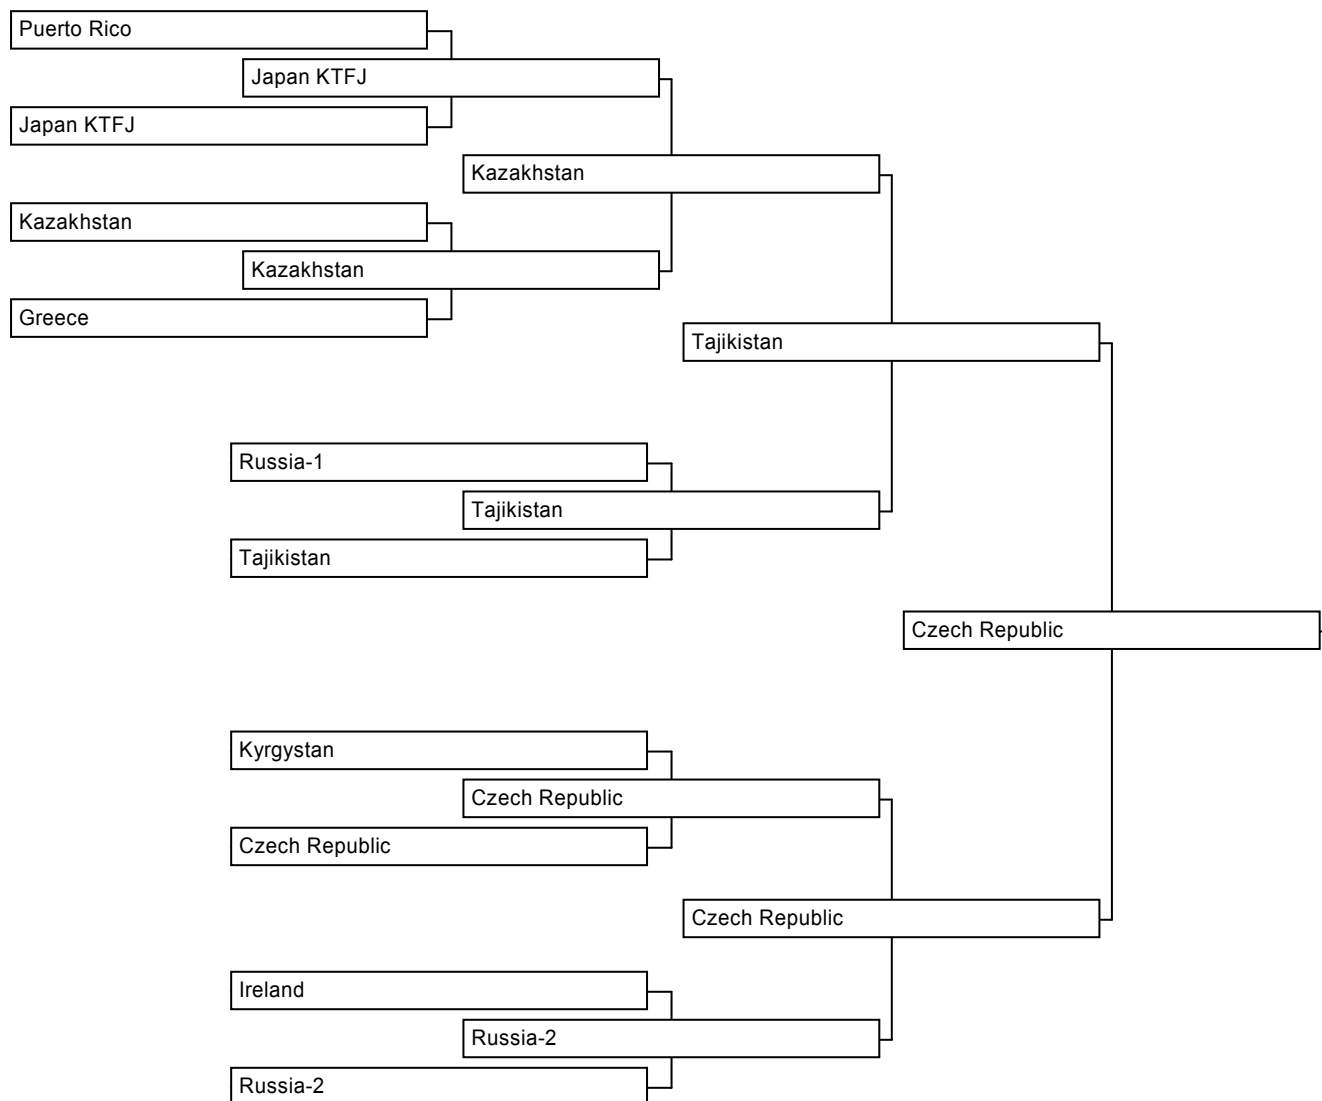 Puerto Rico
Japan KTFJ
Japan KTFJ
Kazakhstan
Kazakhstan
Kazakhstan
Greece
Tajikistan
Russia-1
Tajikistan
Tajikistan
Czech Republic
Kyrgystan
Czech Republic
Czech Republic
Czech Republic
Ireland
Russia-2
Russia-2